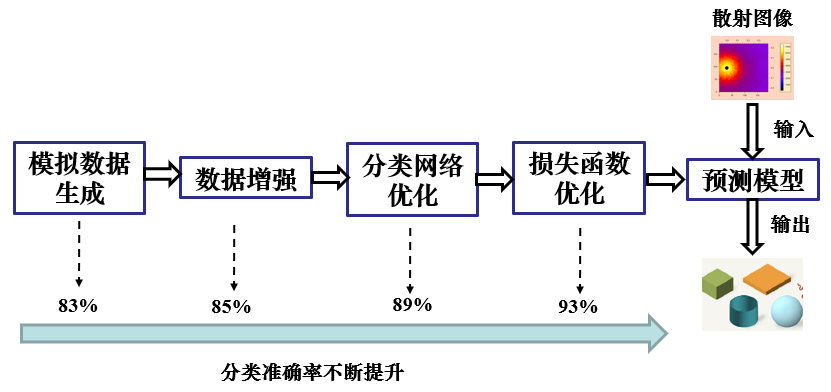 散射图像
输入
模拟数据
生成
数据增强
分类网络
优化
损失函数
优化
预测模型
输出
83%
85%
89%
93%
分类准确率不断提升